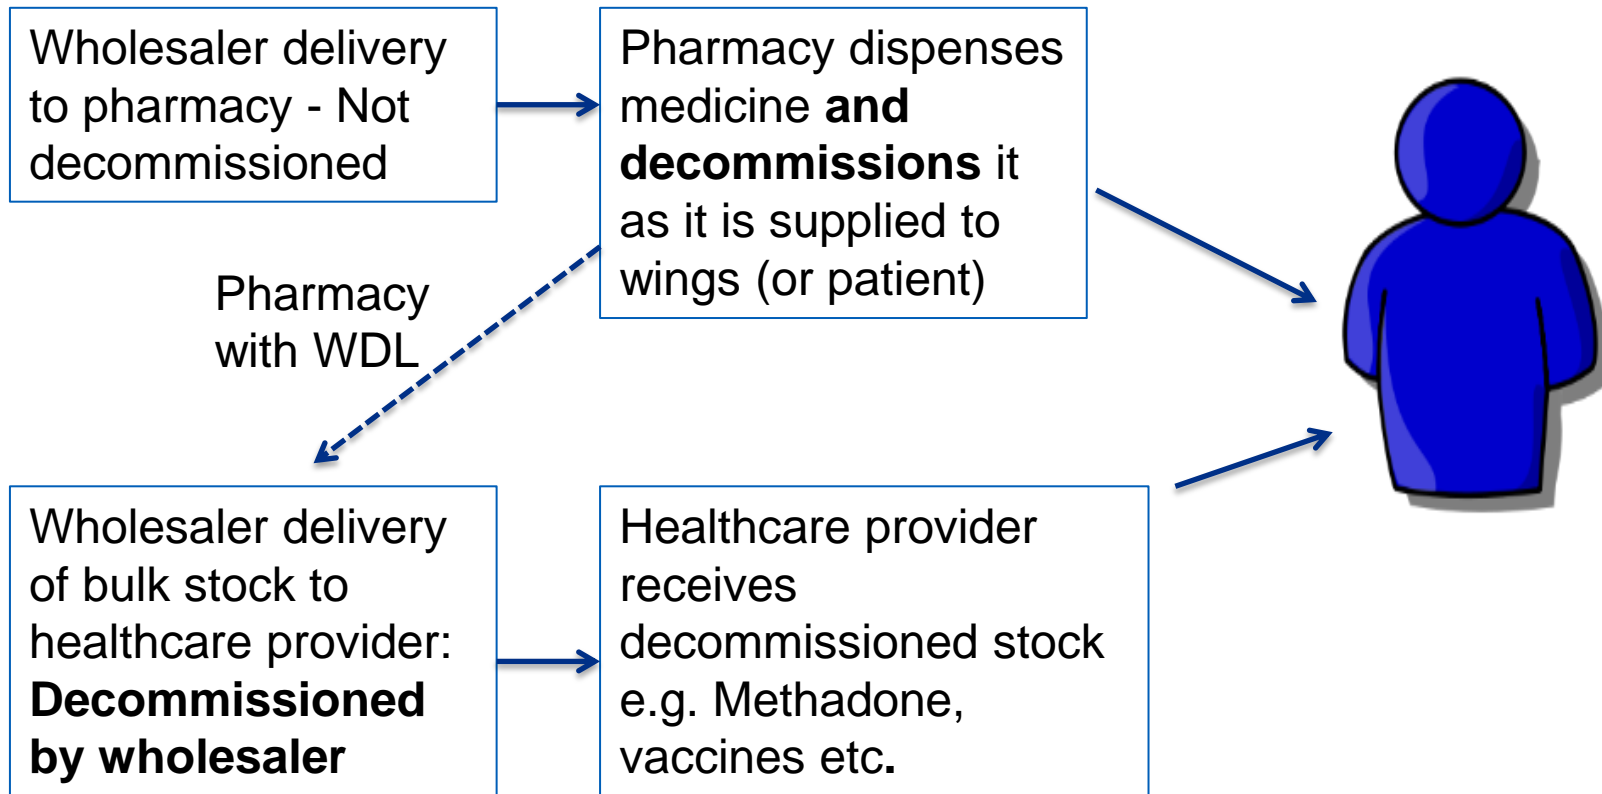 Wholesaler delivery
to pharmacy - Not
decommissioned
Pharmacy dispenses
medicine and
decommissions it
as it is supplied to
wings (or patient)
Pharmacy
with WDL
Wholesaler delivery
of bulk stock to
healthcare provider:
Decommissioned
by wholesaler
Healthcare provider
receives
decommissioned stock
e.g. Methadone,
vaccines etc.